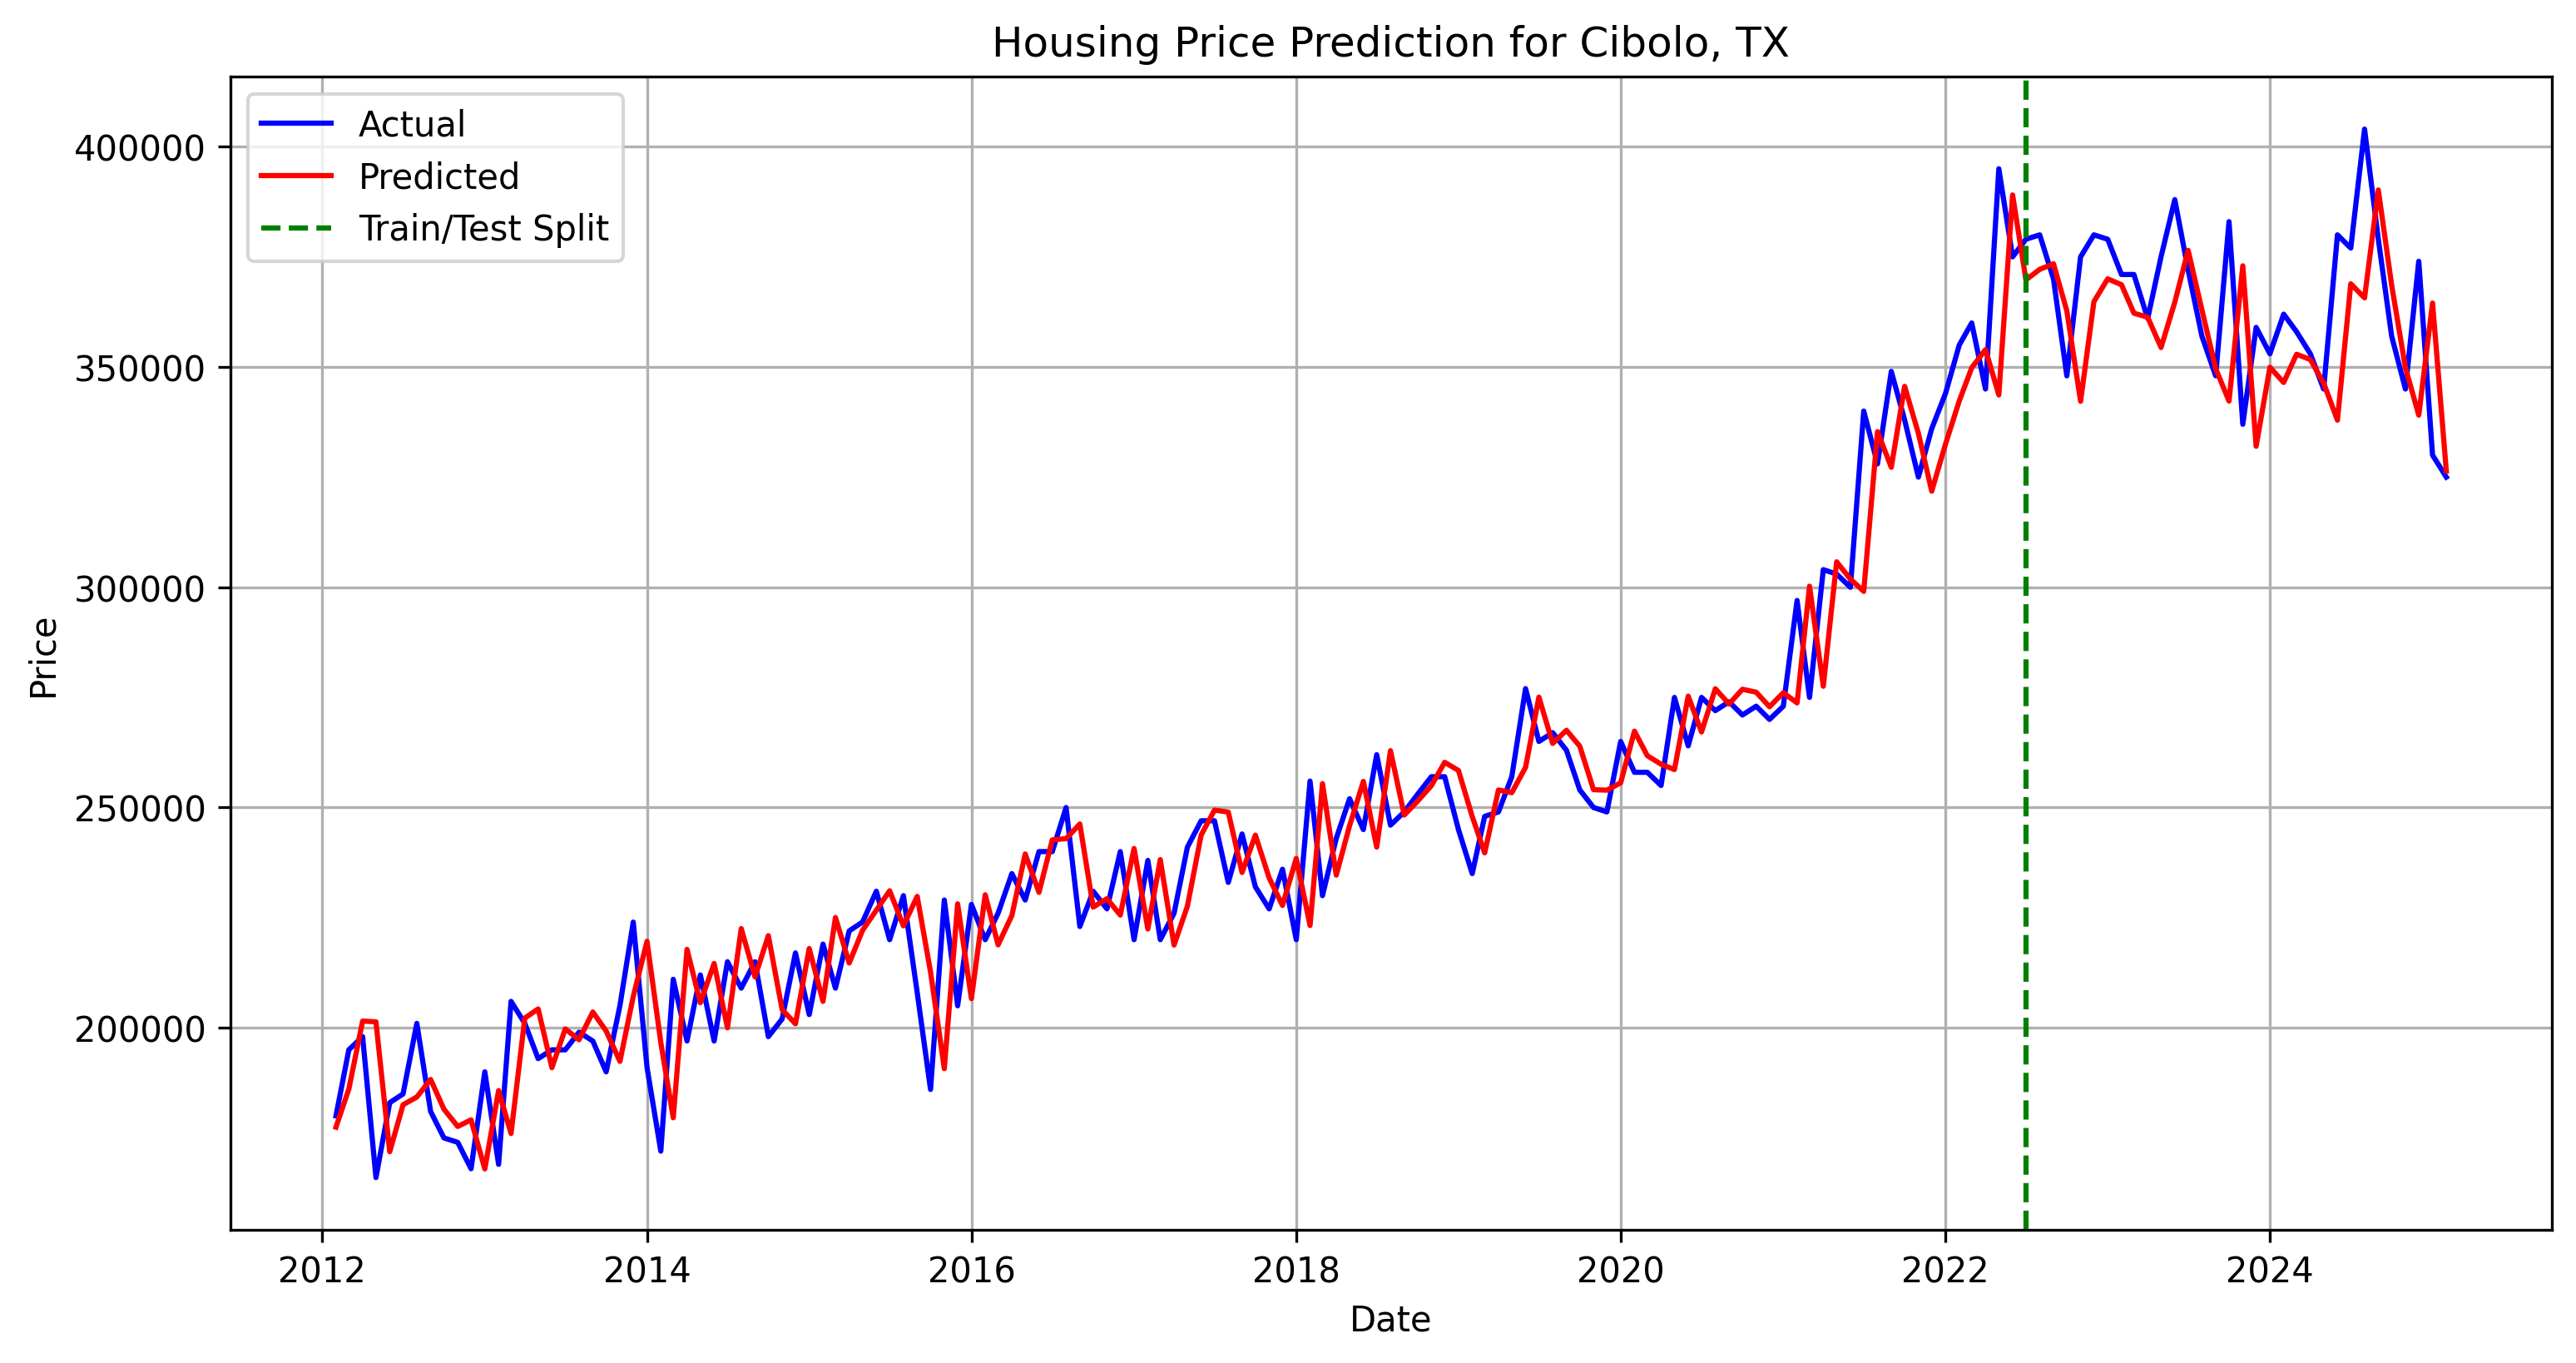 Housing Price Prediction for Cibolo, TX
Actual
Predicted
Train/Test Split
400000
350000
300000
250000
200000
Price
2012 2014 2016 2018 2020 2022 2024
Date